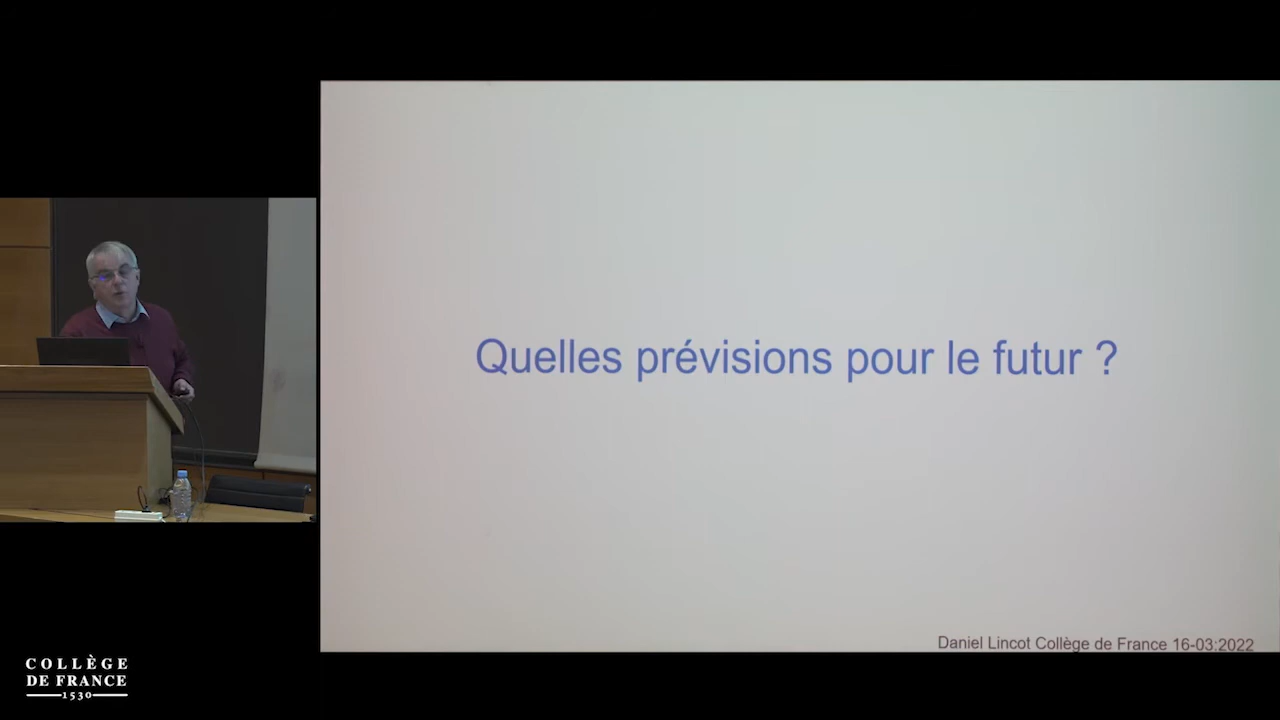 Quelles prévisions pour le futur ?
Daniel Lincot Collège de France 16-03:2022
COLLÈGE
DE FRANCE
1530